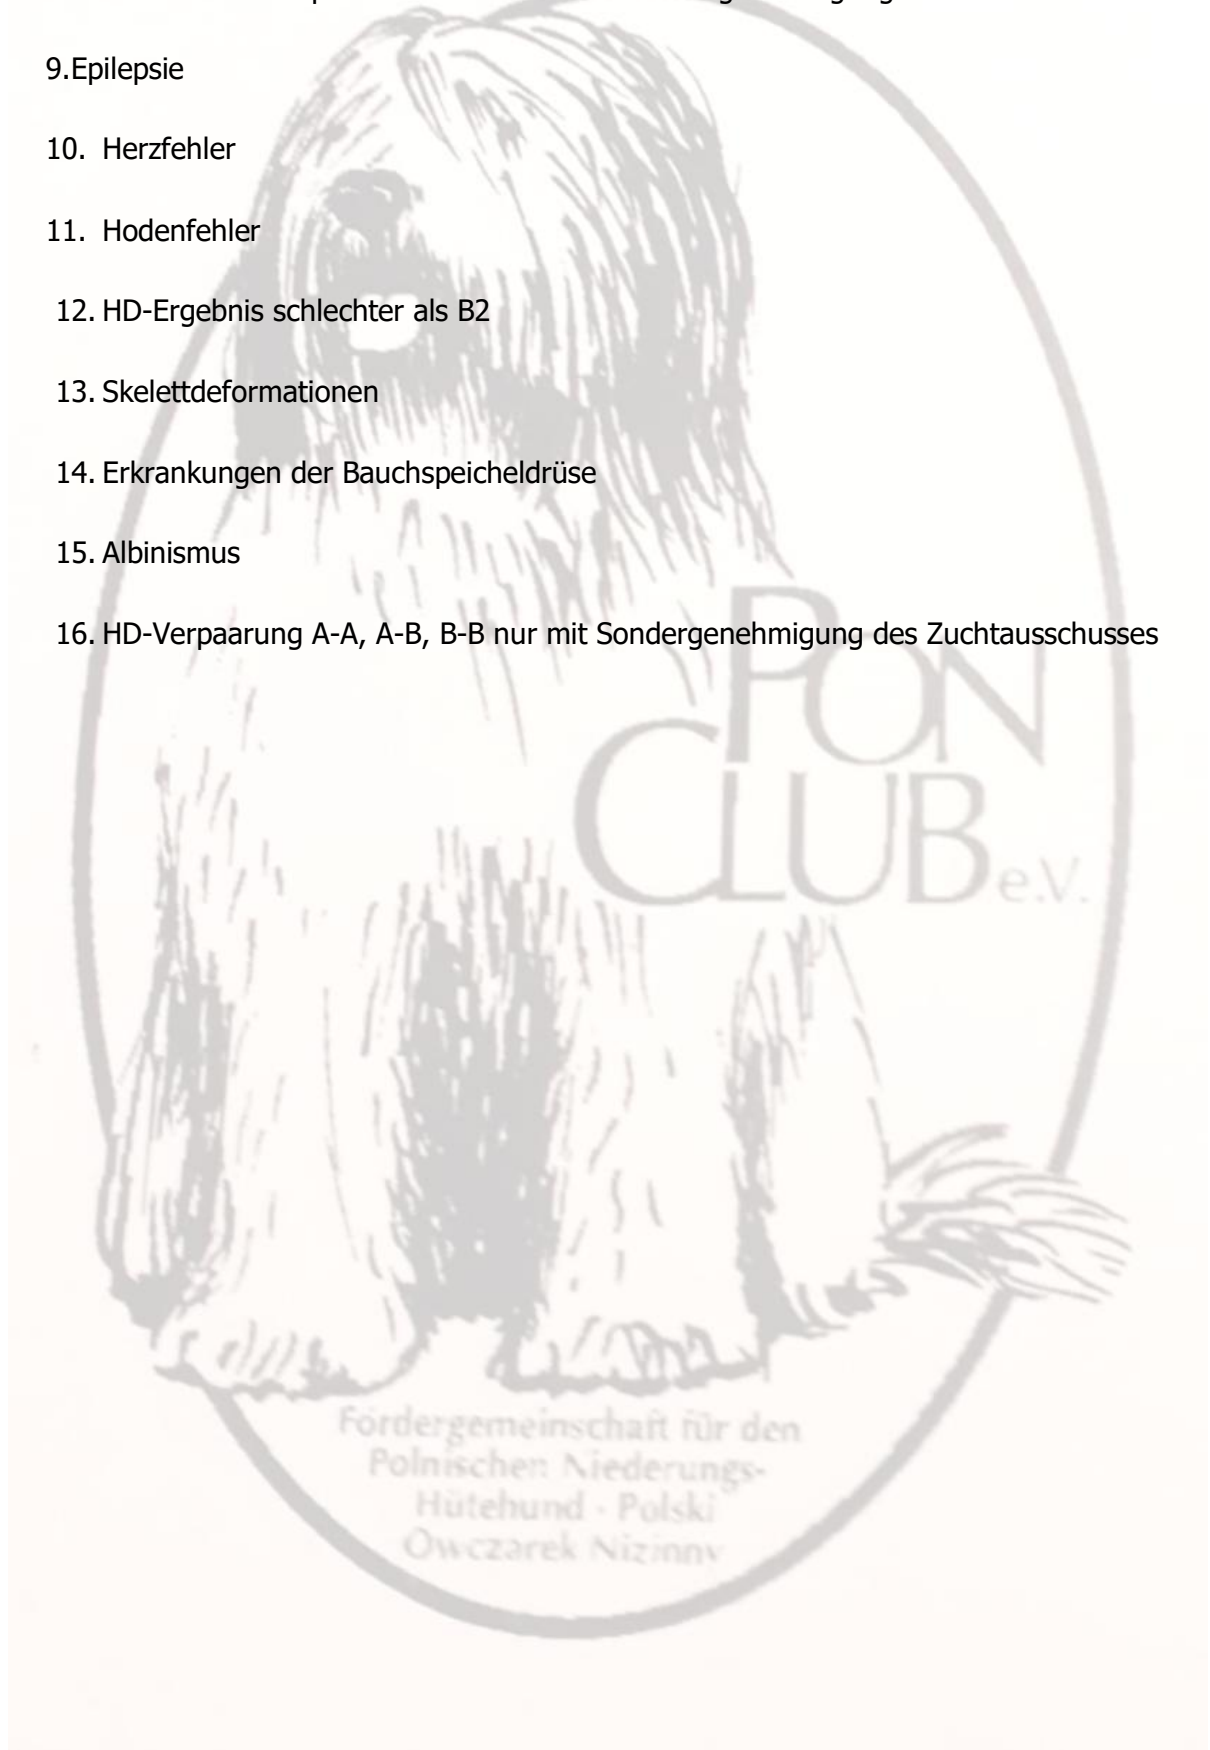 9.Epilepsie
10. Herzfehler
11. Hodenfehler
12. HD-Ergebnis schlechter als B2
13. Skelettdeformationen
14. Erkrankungen der Bauchspeicheldrüse
15. Albinismus
16. HD-Verpaarung A-A, A-B, B-B nur mit Sondergenehmigung des Zuchtausschusses
PON
CLUB e.V.
Fördergemeinschaft für den
Polnischen Niederungs-
Hütehund - Polski
Owczarek Nizinny